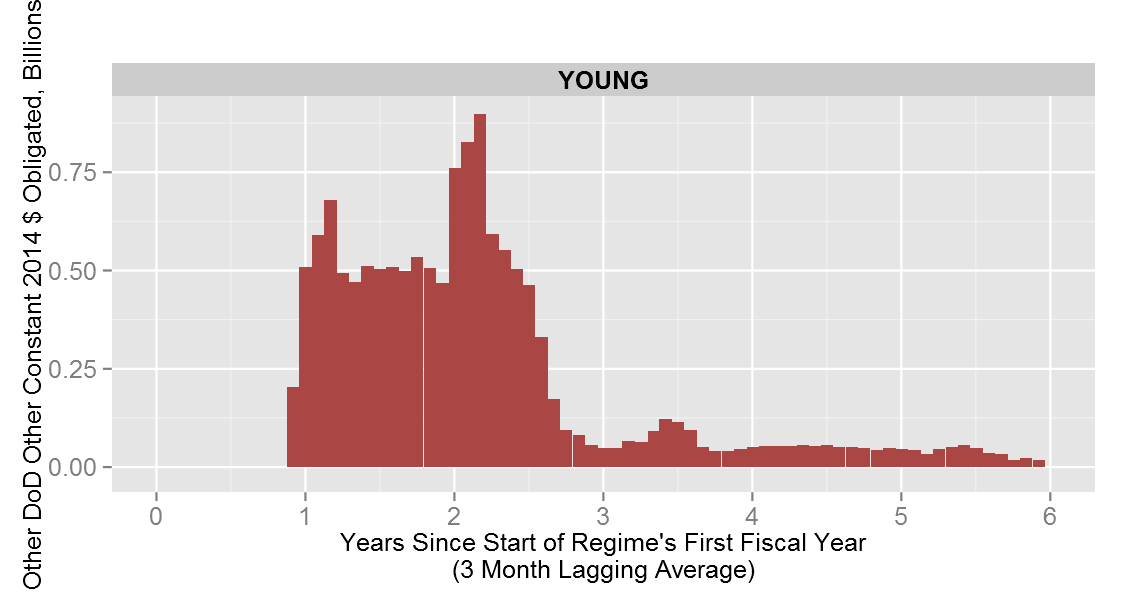 YOUNG
Other DoD Other Constant 2014 $ Obligated, Billions
0.75
0.50
0.25
0.00
0 1 2 3 4 5 6
Years Since Start of Regime's First Fiscal Year
(3 Month Lagging Average)